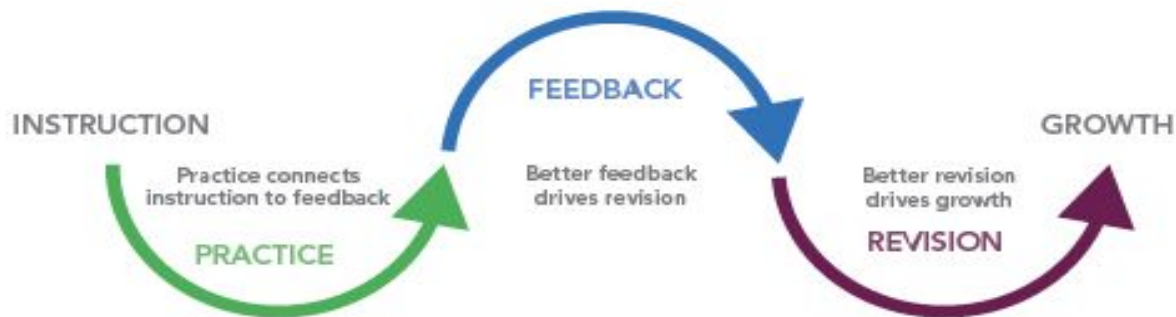 FEEDBACK
INSTRUCTION
GROWTH
Practice connects
instruction to feedback
PRACTICE
Better feedback
drives revision
Better revision
drives growth
REVISION